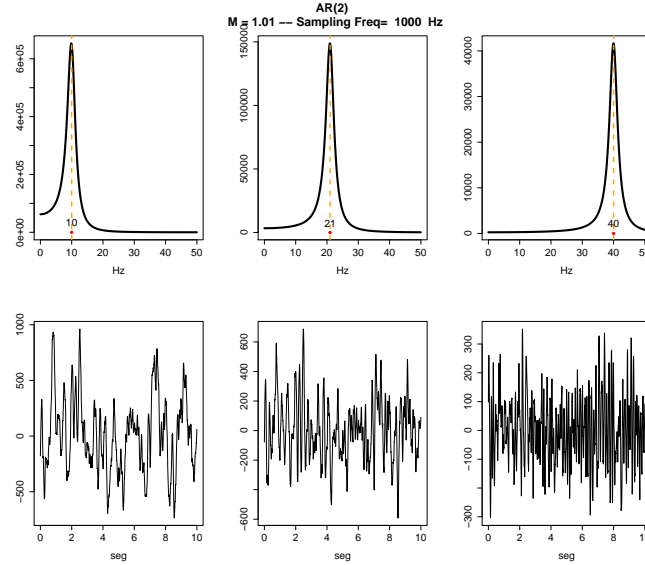 AR(2)
M = 1.01 -- Sampling Freq= 1000 Hz
0e+00 2e+05 4e+05 6e+05
10
0 10 20 30 40 50
Hz
0 50000 100000 150000
21
0 10 20 30 40 50
Hz
0 10000 20000 30000 40000
40
0 10 20 30 40 50
Hz
-500 0 500 1000
0 2 4 6 8 10
seg
-600 -200 0 200 400 600
0 2 4 6 8 10
seg
-300 -100 0 100 200 300
0 2 4 6 8 10
seg